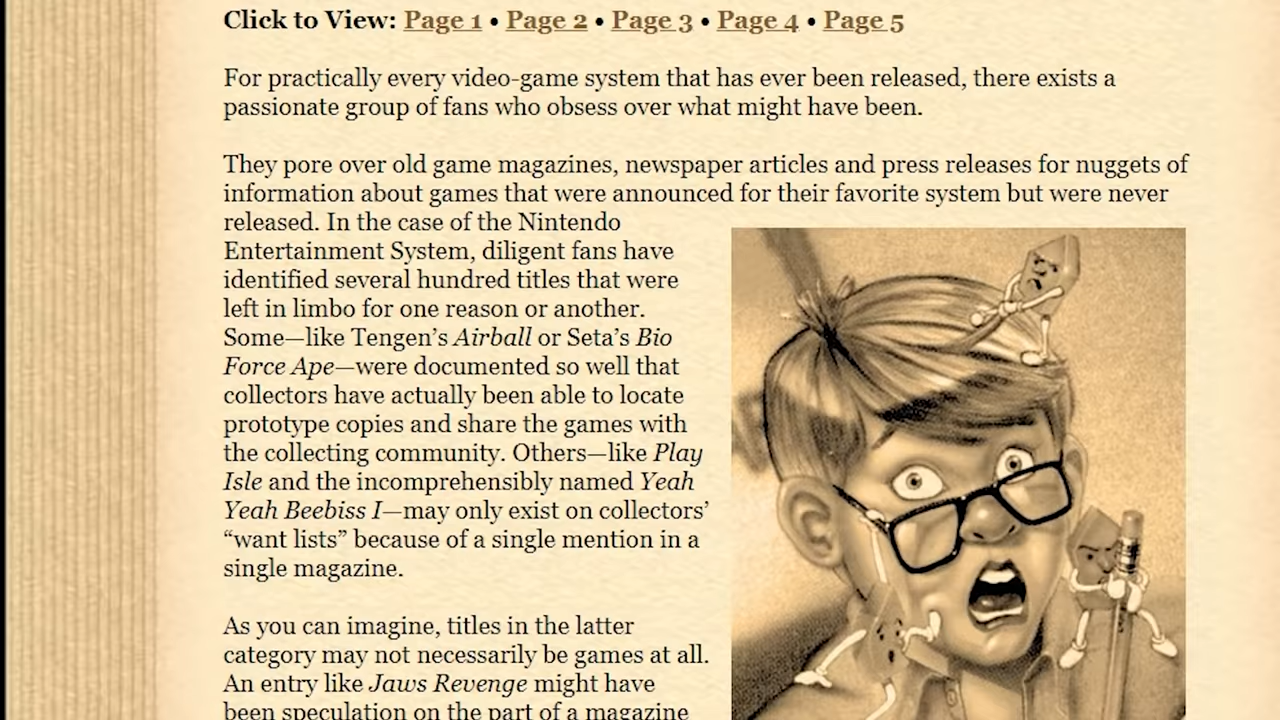 Click to View: Page 1 • Page 2 • Page 3 • Page 4 • Page 5
For practically every video-game system that has ever been released, there exists a
passionate group of fans who obsess over what might have been.
They pore over old game magazines, newspaper articles and press releases for nuggets of
information about games that were announced for their favorite system but were never
released. In the case of the Nintendo
Entertainment System, diligent fans have
identified several hundred titles that were
left in limbo for one reason or another.
Some—like Tengen’s Airball or Seta’s Bio
Force Ape—were documented so well that
collectors have actually been able to locate
prototype copies and share the games with
the collecting community. Others—like Play
Isle and the incomprehensibly named Yeah
Yeah Beebiss I—may only exist on collectors’
“want lists” because of a single mention in a
single magazine.
As you can imagine, titles in the latter
category may not necessarily be games at all.
An entry like Jaws Revenge might have
been speculation on the part of a magazine